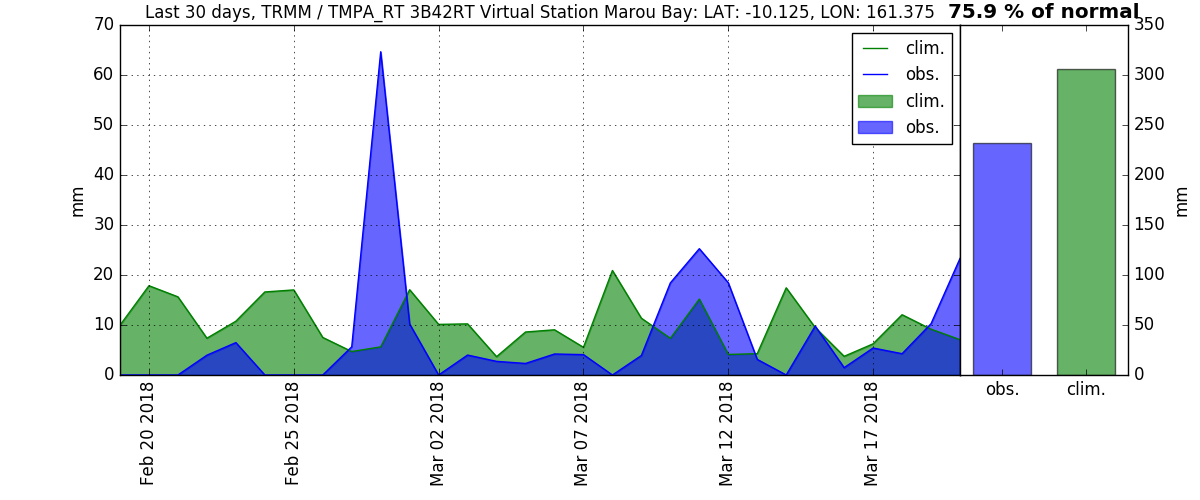 Last 30 days, TRMM / TMPA_RT 3B42RT Virtual Station Marou Bay: LAT: -10.125, LON: 161.375
75.9 % of normal
70
60
50
40
30
20
10
0
mm
clim.
obs.
clim.
obs.
350
300
250
200
150
100
50
0
mm
Feb 20 2018
Feb 25 2018
Mar 02 2018
Mar 07 2018
Mar 12 2018
Mar 17 2018
obs.
clim.